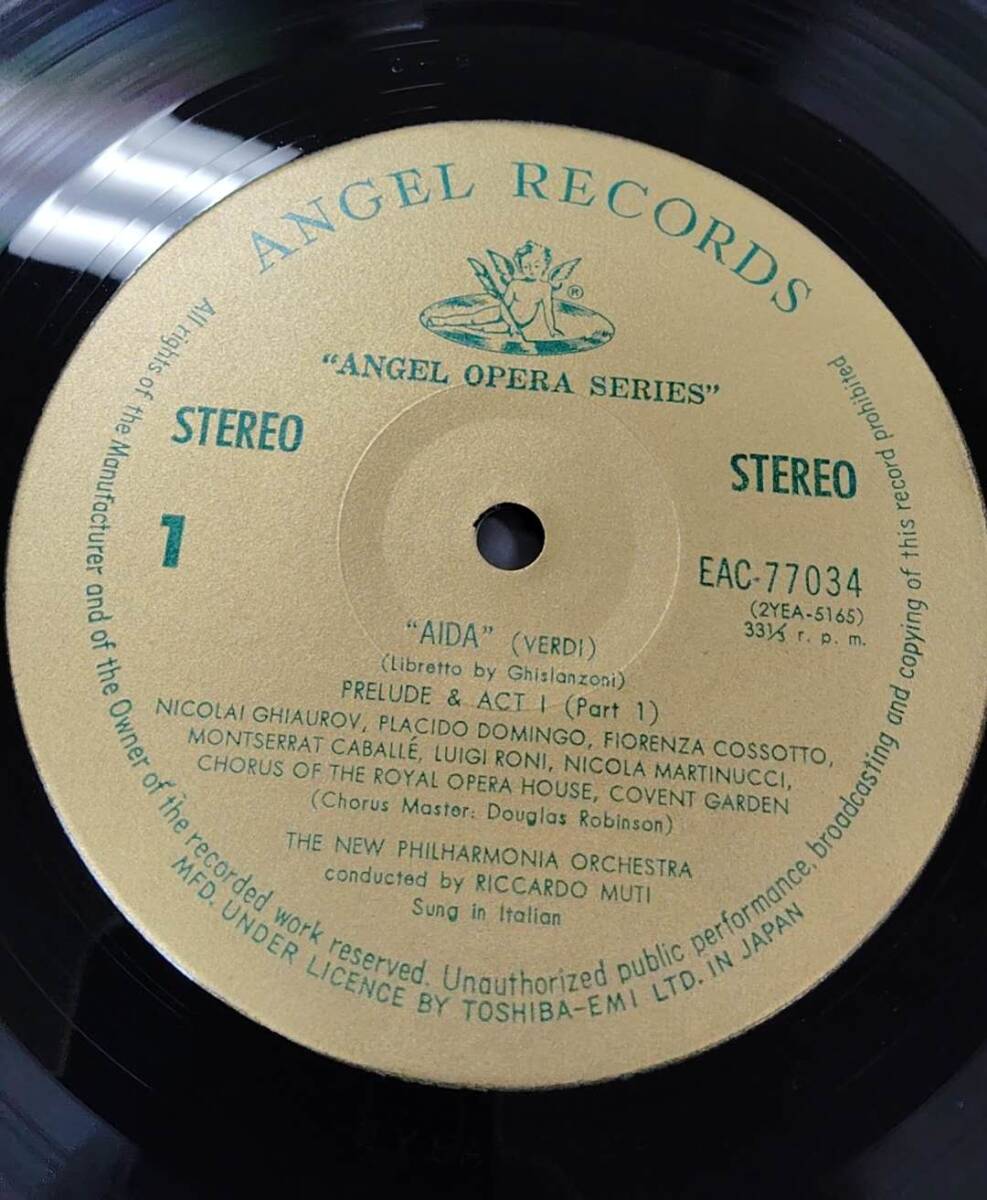 ANGEL RECORDS
®
"ANGEL OPERA SERIES"
STEREO
STEREO
1
EAC-77034
(2YEA-5165)
33⅓ r. p. m.
"AIDA" (VERDI)
(Libretto by Ghislanzoni)
PRELUDE & ACT I (Part 1)
NICOLAI GHIAUROV, PLACIDO DOMINGO, FIORENZA COSSOTTO,
MONTSERRAT CABALLÉ, LUIGI RONI, NICOLA MARTINUCCI,
CHORUS OF THE ROYAL OPERA HOUSE, COVENT GARDEN
(Chorus Master: Douglas Robinson)
THE NEW PHILHARMONIA ORCHESTRA
conducted by RICCARDO MUTI
Sung in Italian
All rights of the Manufacturer and of the Owner of the recorded work reserved. Unauthorized public performance, broadcasting and copying of this record prohibited
MFD. UNDER LICENCE BY TOSHIBA-EMI LTD. IN JAPAN